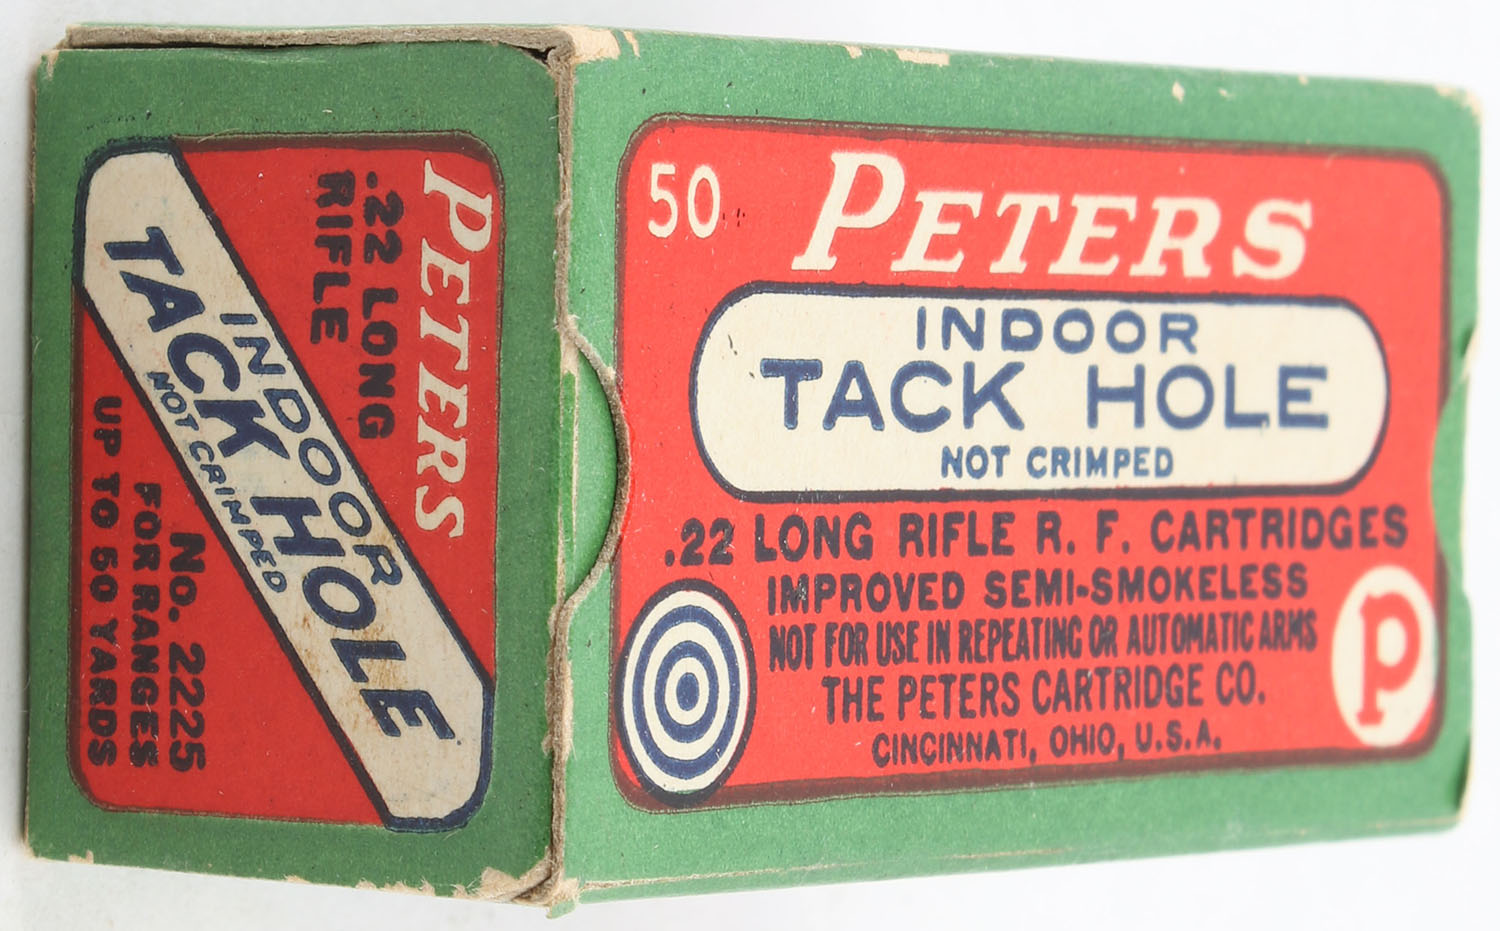 50 PETERS
INDOOR
TACK HOLE
NOT CRIMPED
.22 LONG RIFLE R. F. CARTRIDGES
IMPROVED SEMI-SMOKELESS
NOT FOR USE IN REPEATING OR AUTOMATIC ARMS
THE PETERS CARTRIDGE CO.
CINCINNATI, OHIO, U.S.A.
P
PETERS
.22 LONG
RIFLE
INDOOR
TACK HOLE
NOT CRIMPED
No. 2225
FOR RANGES
UP TO 50 YARDS